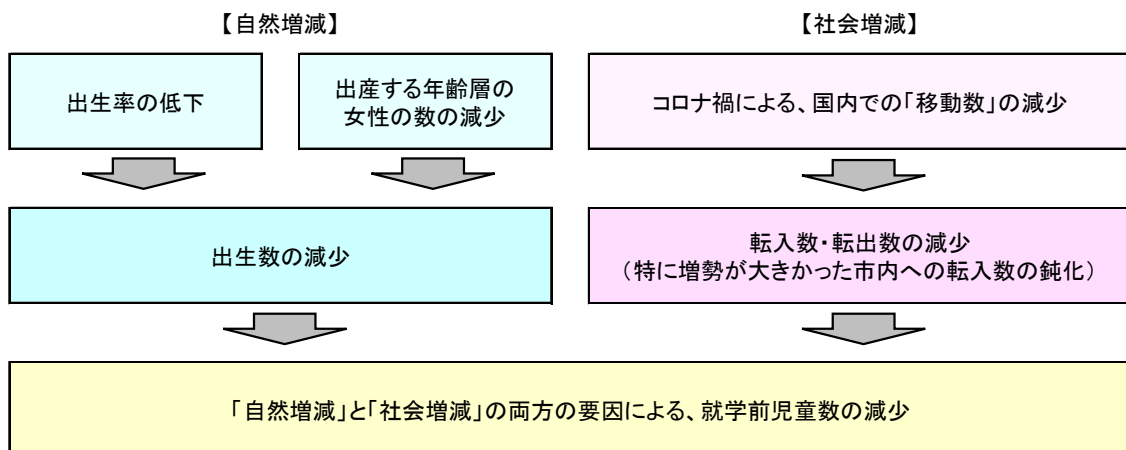 【自然増減】
【社会増減】
出生率の低下
出産する年齢層の
女性の数の減少
コロナ禍による、国内での「移動数」の減少
出生数の減少
転入数・転出数の減少
（特に増勢が大きかった市内への転入数の鈍化）
「自然増減」と「社会増減」の両方の要因による、就学前児童数の減少